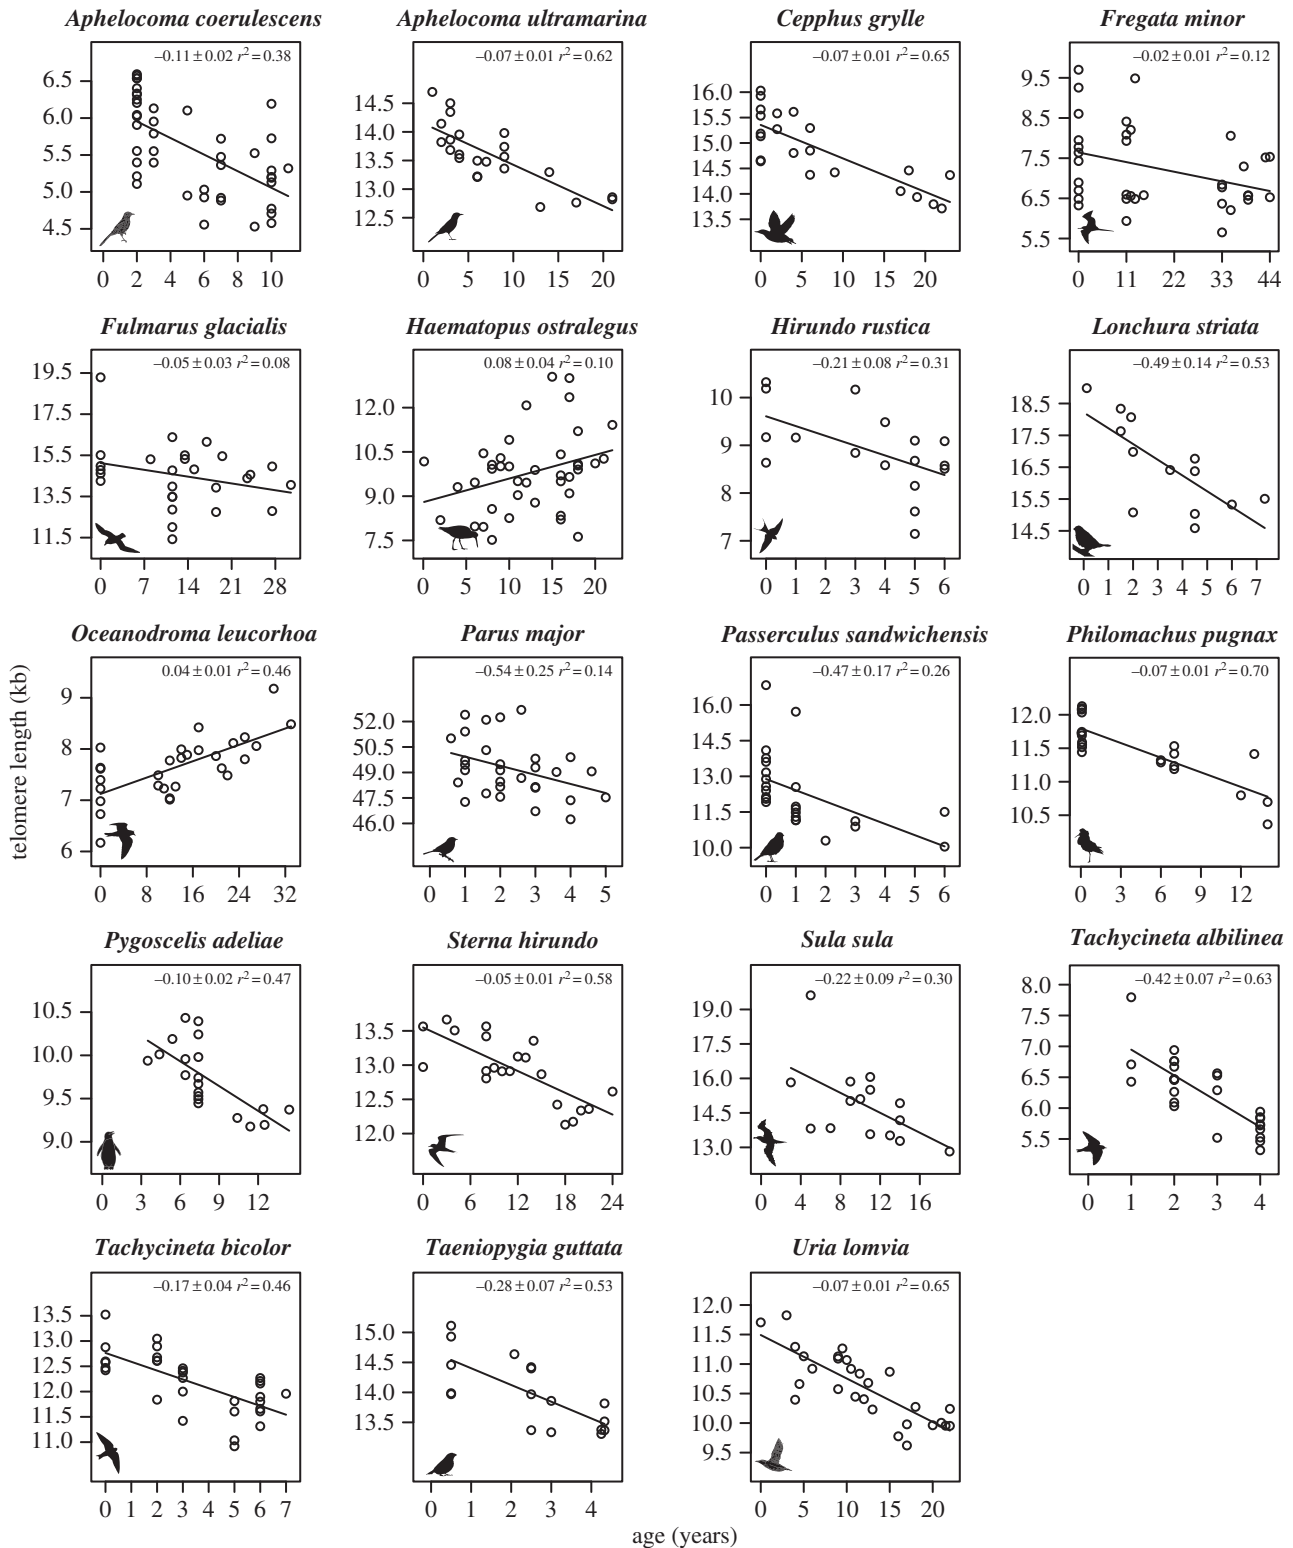 Aphelocoma coerulescens
Aphelocoma ultramarina
Cepphus grylle
Fregata minor
−0.11 ± 0.02 r² = 0.38
−0.07 ± 0.01 r² = 0.62
−0.07 ± 0.01 r² = 0.65
−0.02 ± 0.01 r² = 0.12
6.5
6.0
5.5
5.0
4.5
0 2 4 6 8 10
14.5
14.0
13.5
13.0
12.5
0 5 10 15 20
16.0
15.5
15.0
14.5
14.0
13.5
0 5 10 15 20
9.5
8.5
7.5
6.5
5.5
0 11 22 33 44
Fulmarus glacialis
Haematopus ostralegus
Hirundo rustica
Lonchura striata
−0.05 ± 0.03 r² = 0.08
0.08 ± 0.04 r² = 0.10
−0.21 ± 0.08 r² = 0.31
−0.49 ± 0.14 r² = 0.53
19.5
17.5
15.5
13.5
11.5
0 7 14 21 28
12.0
10.5
9.0
7.5
0 5 10 15 20
10
9
8
7
0 1 2 3 4 5 6
18.5
17.5
16.5
15.5
14.5
0 1 2 3 4 5 6 7
telomere length (kb)
Oceanodroma leucorhoa
Parus major
Passerculus sandwichensis
Philomachus pugnax
0.04 ± 0.01 r² = 0.46
−0.54 ± 0.25 r² = 0.14
−0.47 ± 0.17 r² = 0.26
−0.07 ± 0.01 r² = 0.70
9
8
7
6
0 8 16 24 32
52.0
50.5
49.0
47.5
46.0
0 1 2 3 4 5
16.0
14.5
13.0
11.5
10.0
0 1 2 3 4 5 6
12.0
11.5
11.0
10.5
0 3 6 9 12
Pygoscelis adeliae
Sterna hirundo
Sula sula
Tachycineta albilinea
−0.10 ± 0.02 r² = 0.47
−0.05 ± 0.01 r² = 0.58
−0.22 ± 0.09 r² = 0.30
−0.42 ± 0.07 r² = 0.63
10.5
10.0
9.5
9.0
0 3 6 9 12
13.5
13.0
12.5
12.0
0 6 12 18 24
19.0
17.5
16.0
14.5
13.0
0 4 8 12 16
8.0
7.0
6.5
6.0
5.5
0 1 2 3 4
Tachycineta bicolor
Taeniopygia guttata
Uria lomvia
−0.17 ± 0.04 r² = 0.46
−0.28 ± 0.07 r² = 0.53
−0.07 ± 0.01 r² = 0.65
13.5
13.0
12.5
12.0
11.5
11.0
0 1 2 3 4 5 6 7
15.0
14.5
14.0
13.5
0 1 2 3 4
12.0
11.5
11.0
10.5
10.0
9.5
0 5 10 15 20
age (years)